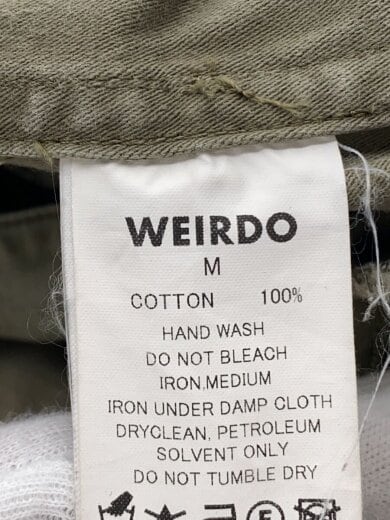 WEIRDO
M
COTTON 100%
HAND WASH
DO NOT BLEACH
IRON.MEDIUM
IRON UNDER DAMP CLOTH
DRYCLEAN, PETROLEUM
SOLVENT ONLY
DO NOT TUMBLE DRY